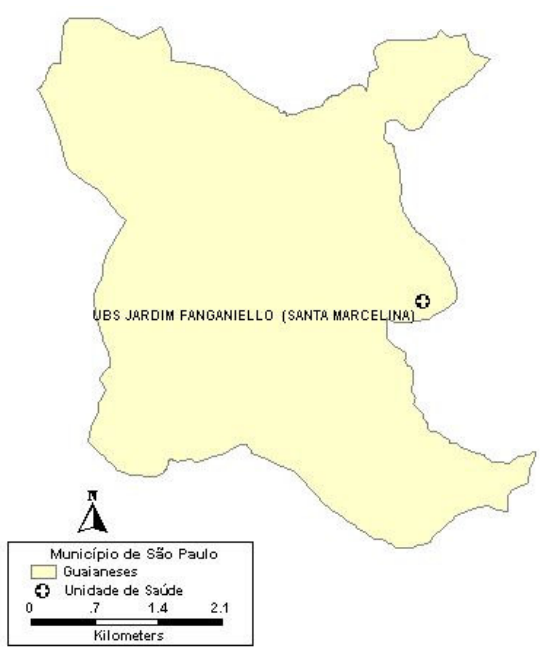 UBS JARDIM FANGANIELLO (SANTA MARCELINA)
N
Município de São Paulo
Guaianeses
Unidade de Saúde
0 .7 1.4 2.1
Kilometers